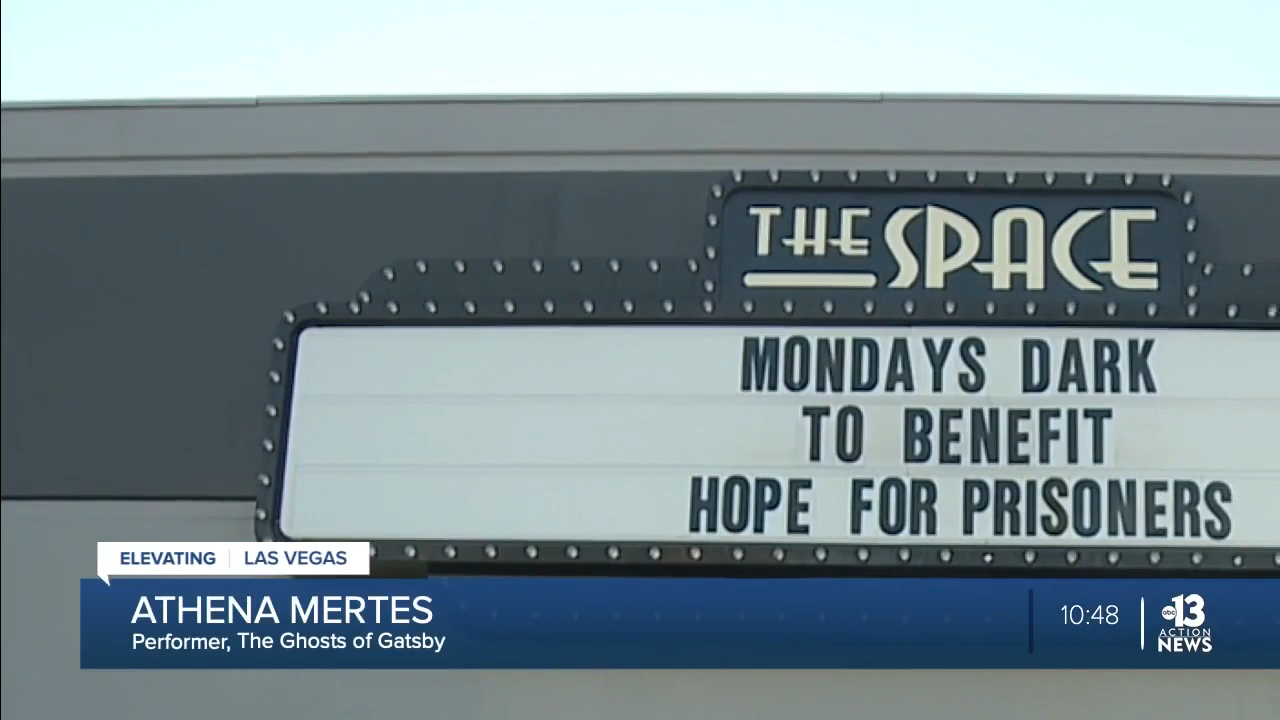 THE SPACE
MONDAYS DARK
TO BENEFIT
HOPE FOR PRISONERS
ELEVATING LAS VEGAS
ATHENA MERTES
Performer, The Ghosts of Gatsby
10:48
abc 13
ACTION
NEWS